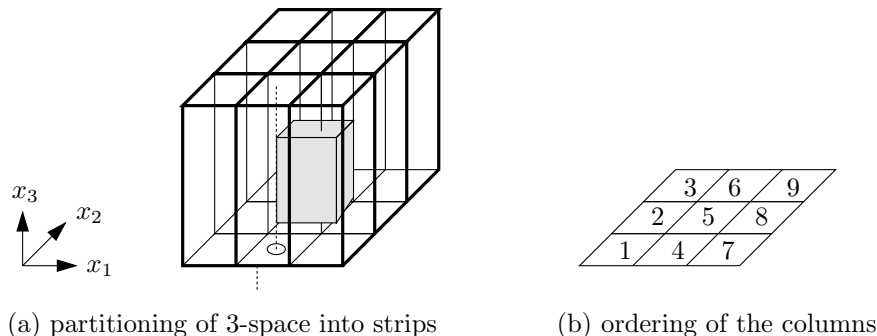 3 6 9
x3
2 5 8
x2
1 4 7
x1
(a) partitioning of 3-space into strips
(b) ordering of the columns